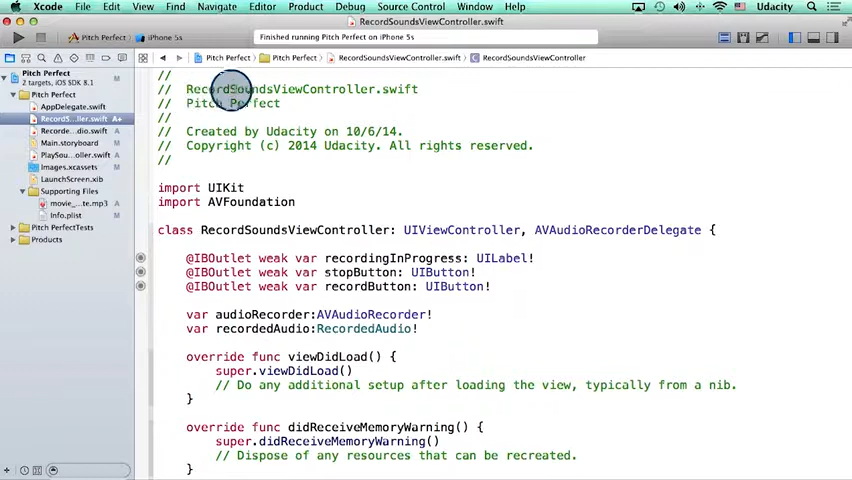 Xcode File Edit View Find Navigate Editor Product Debug Source Control Window Help Udacity
RecordSoundsViewController.swift
Pitch Perfect iPhone 5s
Finished running Pitch Perfect on iPhone 5s
Pitch Perfect Pitch Perfect RecordSoundsViewController.swift RecordSoundsViewController
Pitch Perfect M
2 targets, iOS SDK 8.1
Pitch Perfect
AppDelegate.swift
RecordS...ller.swift A+
Recorde...dio.swift A
Main.storyboard M
PlaySou...oller.swift A
Images.xcassets M
LaunchScreen.xib
Supporting Files
movie_...te.mp3 A
Info.plist M
Pitch PerfectTests
Products
//
// RecordSoundsViewController.swift
// Pitch Perfect
//
// Created by Udacity on 10/6/14.
// Copyright (c) 2014 Udacity. All rights reserved.
//
import UIKit
import AVFoundation
class RecordSoundsViewController: UIViewController, AVAudioRecorderDelegate {
@IBOutlet weak var recordingInProgress: UILabel!
@IBOutlet weak var stopButton: UIButton!
@IBOutlet weak var recordButton: UIButton!
var audioRecorder:AVAudioRecorder!
var recordedAudio:RecordedAudio!
override func viewDidLoad() {
super.viewDidLoad()
// Do any additional setup after loading the view, typically from a nib.
}
override func didReceiveMemoryWarning() {
super.didReceiveMemoryWarning()
// Dispose of any resources that can be recreated.
}